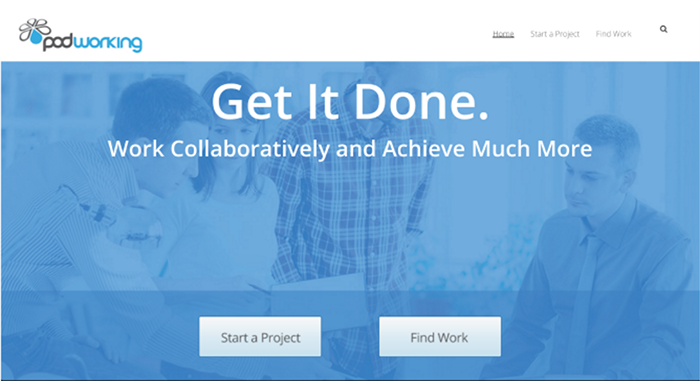 podworking
Home Start a Project Find Work
Get It Done.
Work Collaboratively and Achieve Much More
Start a Project Find Work